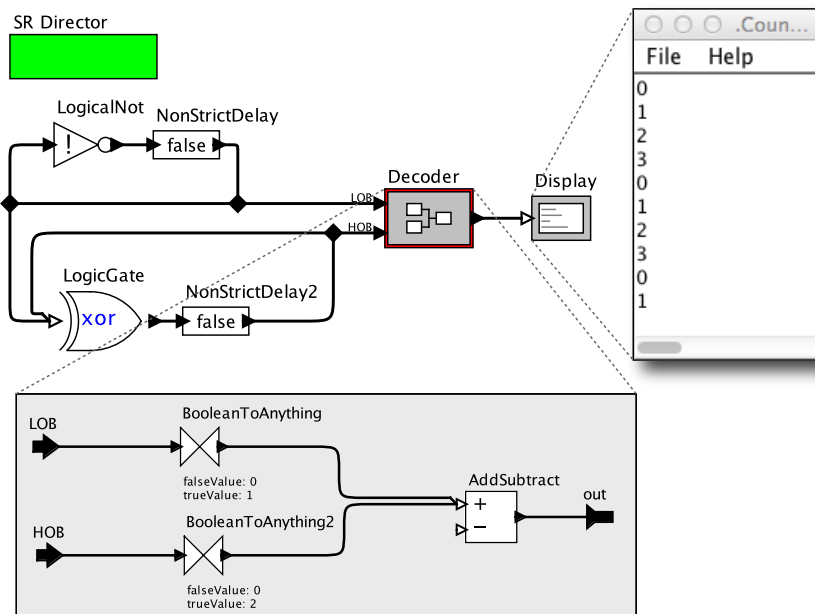 SR Director
.Coun...
File Help
0
1
2
3
0
1
2
3
0
1
LogicalNot
!
NonStrictDelay
false
Decoder
LOB
HOB
Display
LogicGate
xor
NonStrictDelay2
false
LOB
BooleanToAnything
falseValue: 0
trueValue: 1
AddSubtract
+
−
out
HOB
BooleanToAnything2
falseValue: 0
trueValue: 2